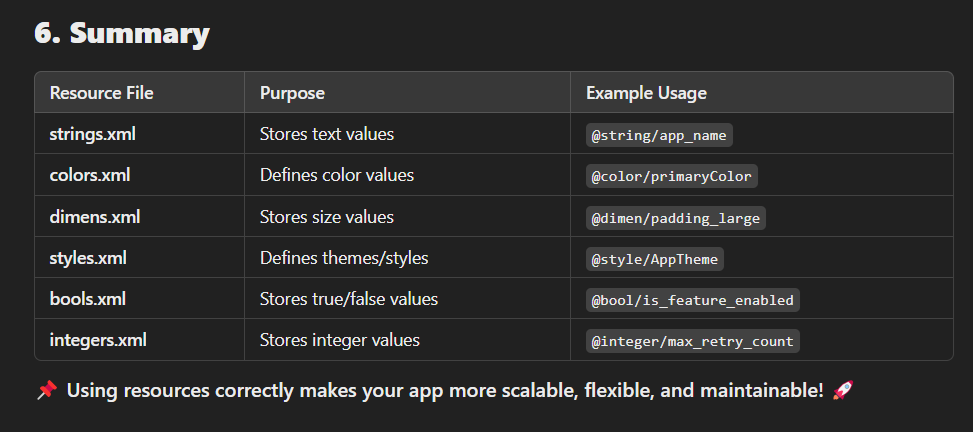 6. Summary
Resource File Purpose Example Usage
strings.xml Stores text values @string/app_name
colors.xml Defines color values @color/primaryColor
dimens.xml Stores size values @dimen/padding_large
styles.xml Defines themes/styles @style/AppTheme
bools.xml Stores true/false values @bool/is_feature_enabled
integers.xml Stores integer values @integer/max_retry_count
📌 Using resources correctly makes your app more scalable, flexible, and maintainable! 🚀